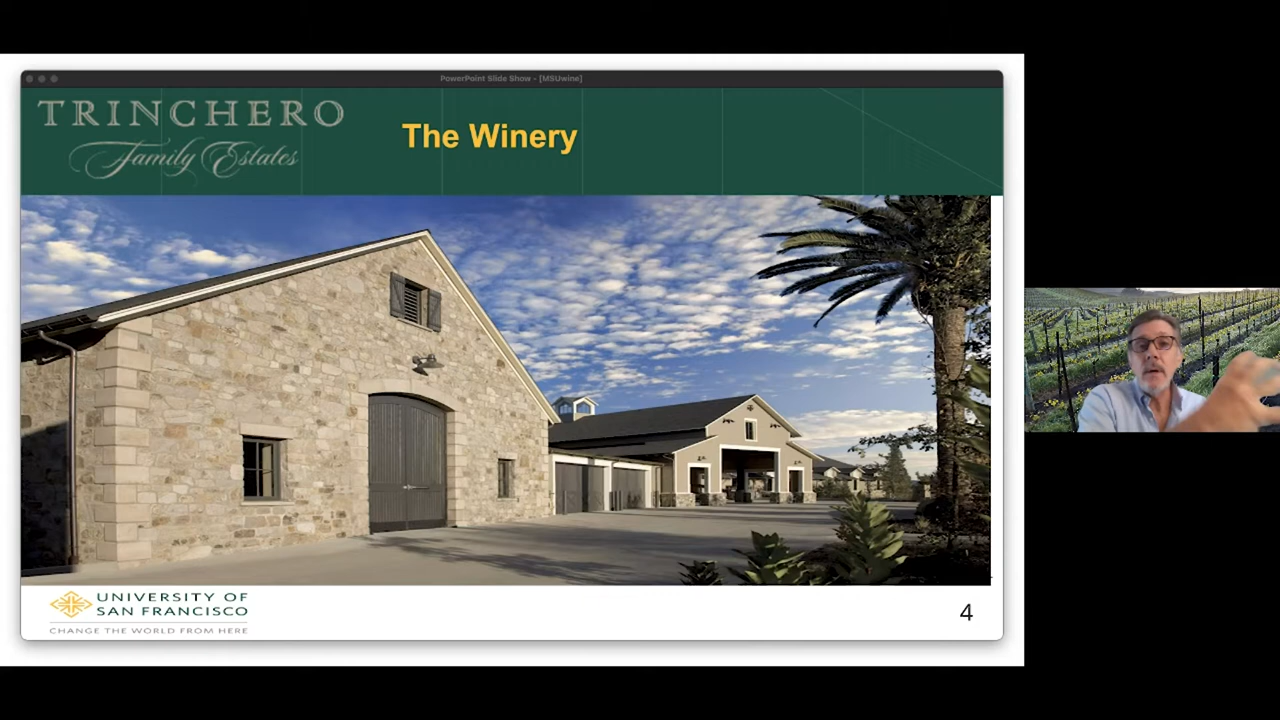 PowerPoint Slide Show - [MSUwine]
TRINCHERO
Family Estates
The Winery
UNIVERSITY OF
SAN FRANCISCO
CHANGE THE WORLD FROM HERE
4